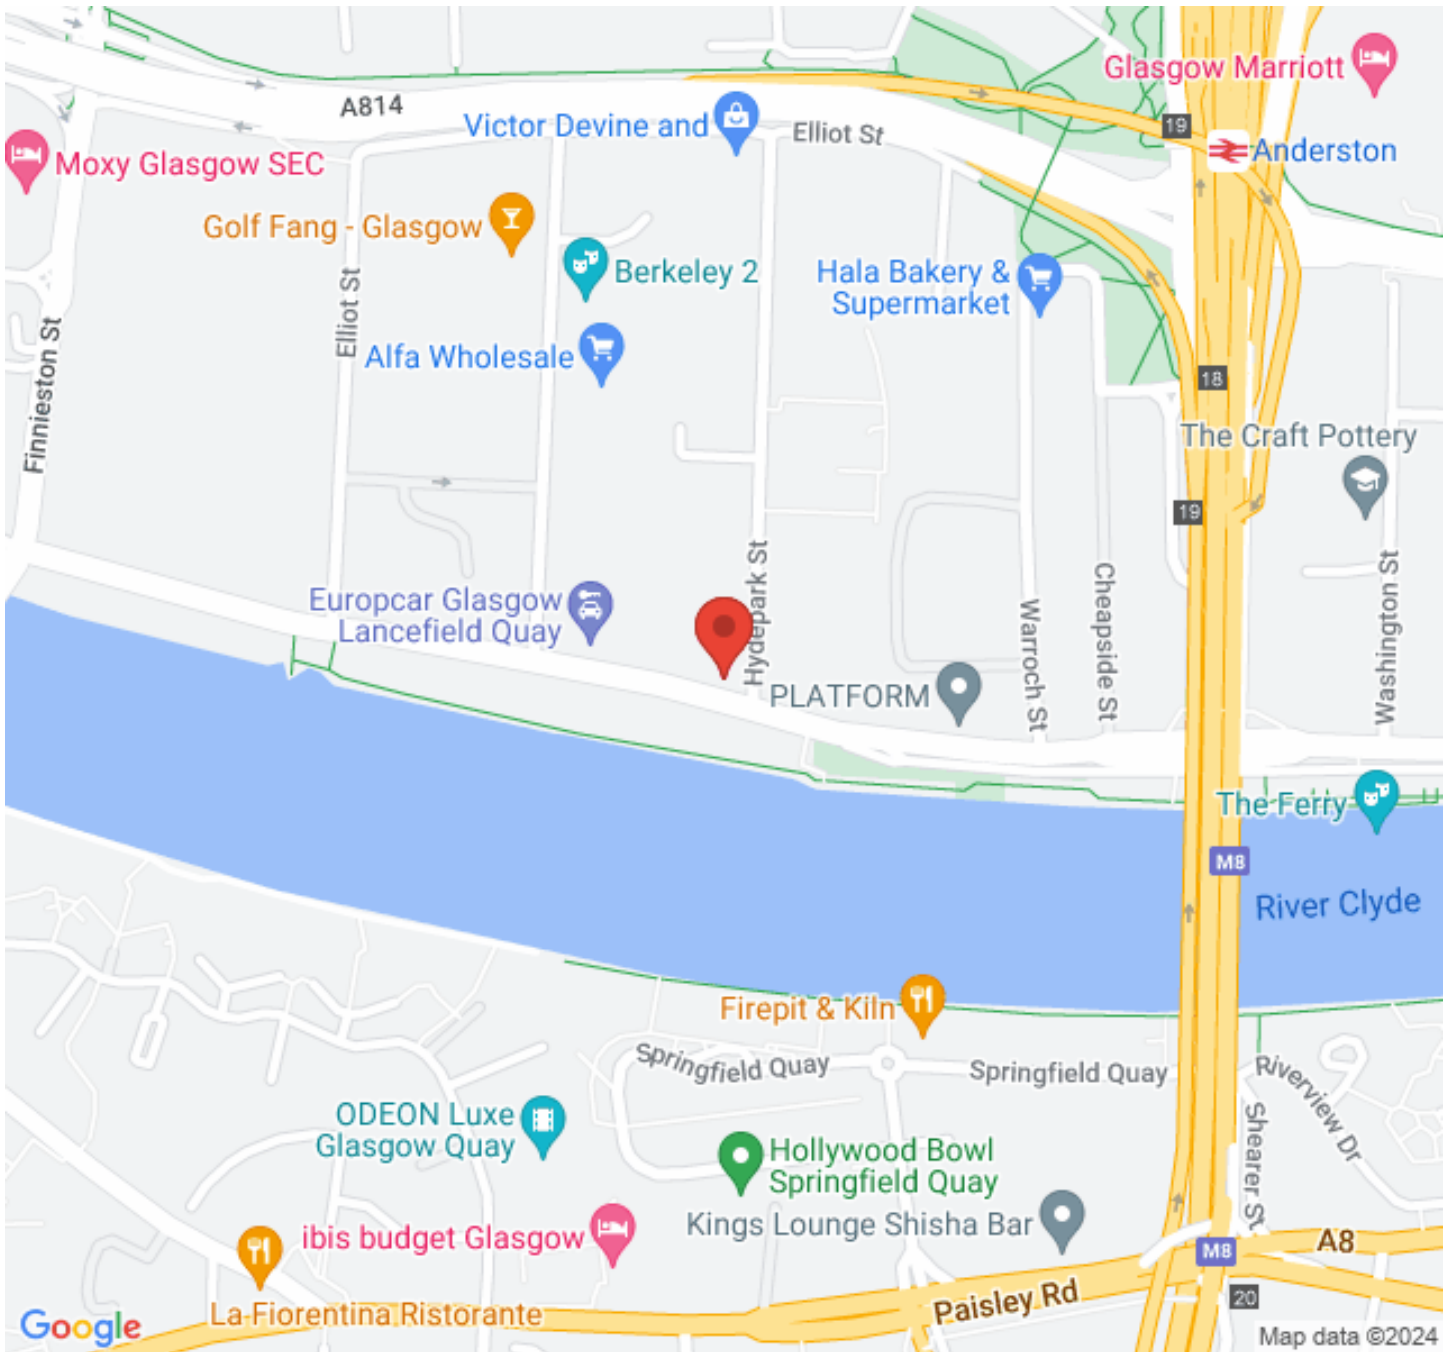 Glasgow Marriott
A814
Victor Devine and
Elliot St
19
Anderston
Moxy Glasgow SEC
Golf Fang - Glasgow
Berkeley 2
Hala Bakery &
Supermarket
Elliot St
Finnieston St
Alfa Wholesale
18
The Craft Pottery
19
Hydepark St
Cheapside St
Washington St
Europcar Glasgow
Lancefield Quay
Warroch St
PLATFORM
The Ferry
M8
River Clyde
Firepit & Kiln
Springfield Quay
Springfield Quay
Riverview Dr
ODEON Luxe
Glasgow Quay
Shearer St
Hollywood Bowl
Springfield Quay
Kings Lounge Shisha Bar
ibis budget Glasgow
A8
M8
La Fiorentina Ristorante
Paisley Rd
20
Google
Map data ©2024